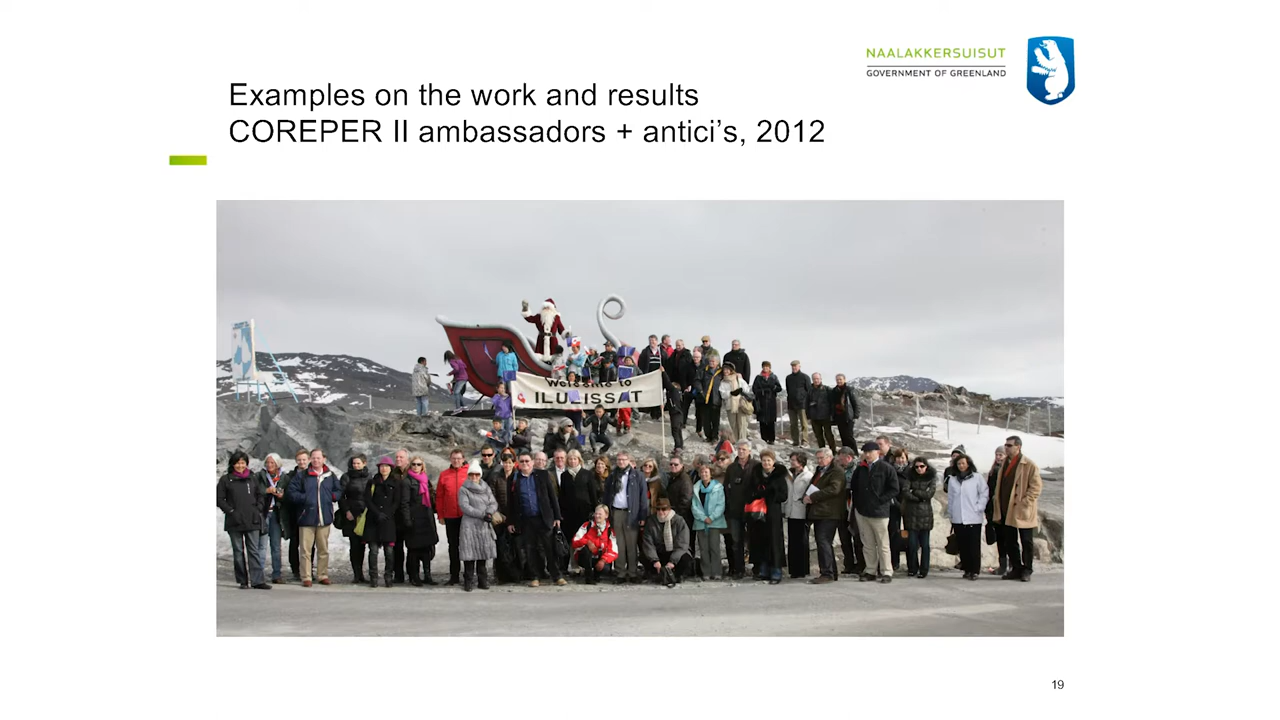 NAALAKKERSUISUT
GOVERNMENT OF GREENLAND
Examples on the work and results
COREPER II ambassadors + antici’s, 2012
Welcome to
ILULISSAT
19